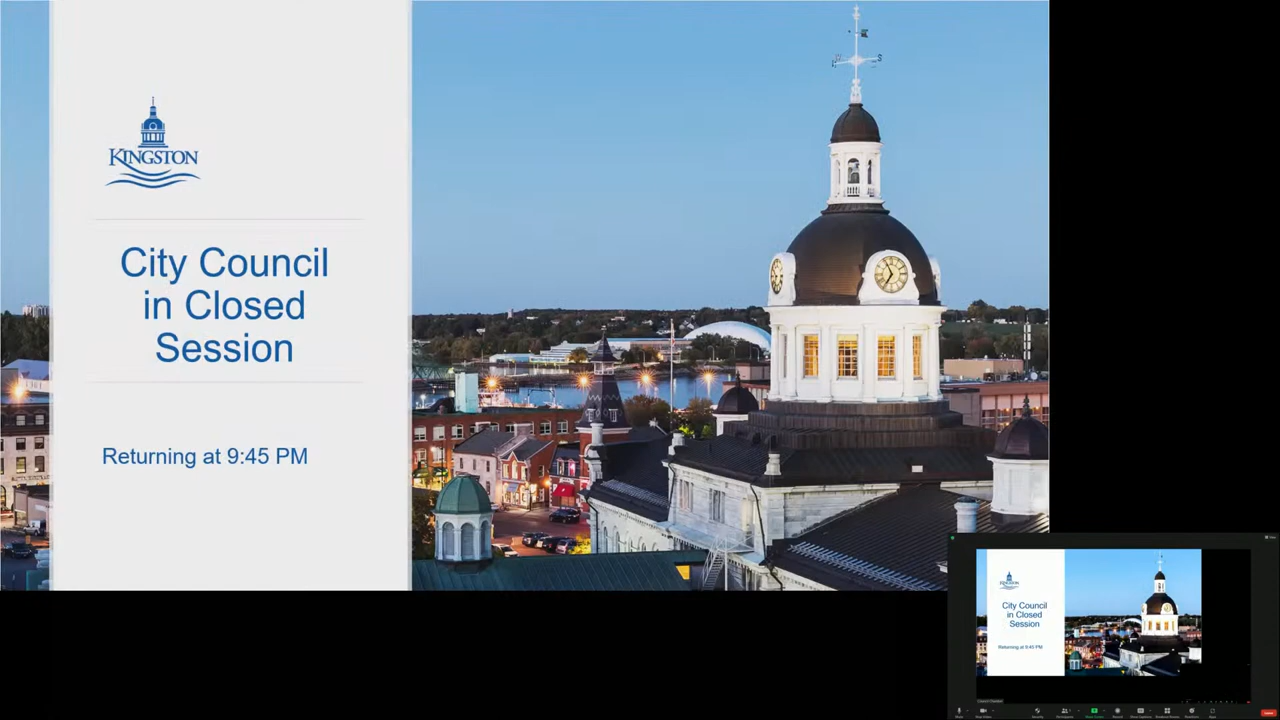 KINGSTON
City Council
in Closed
Session
Returning at 9:45 PM
KINGSTON
City Council
in Closed
Session
Returning at 9:45 PM